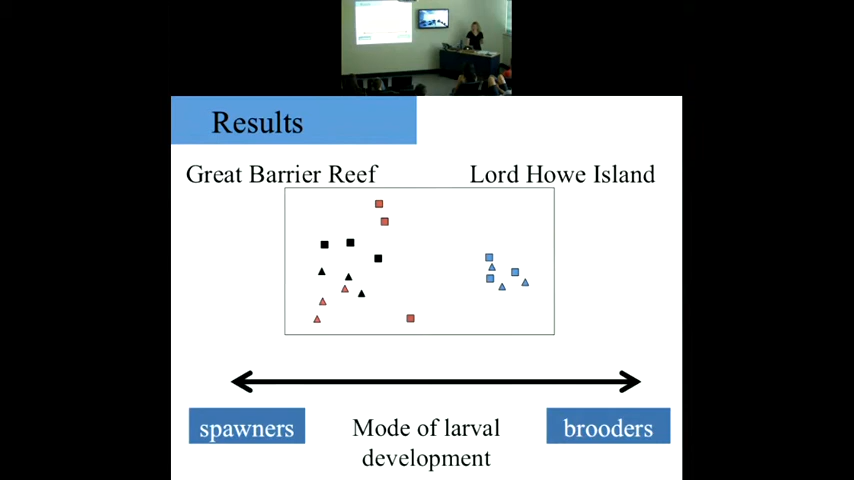 Results
Great Barrier Reef
Lord Howe Island
spawners
Mode of larval
development
brooders